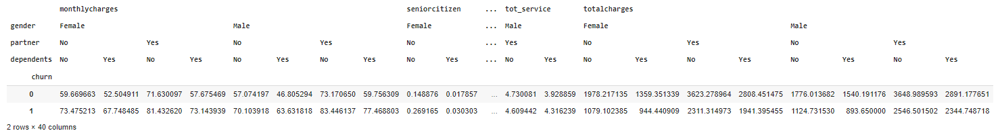 monthlycharges seniorcitizen ... tot_service totalcharges
gender Female Male Female ... Male Female Male
partner No Yes No Yes No ... Yes No Yes No Yes
dependents No Yes No Yes No Yes No Yes No Yes ... No Yes No Yes No Yes No Yes No Yes
churn
0 59.669663 52.504911 71.630097 57.675469 57.074197 46.805294 73.170650 59.756309 0.148876 0.017857 ... 4.730081 3.928859 1978.217135 1359.351339 3623.278964 2808.451475 1776.013682 1540.191176 3648.989593 2891.177651
1 73.475213 67.748485 81.432620 73.143939 70.103918 63.631818 83.446137 77.468803 0.269165 0.030303 ... 4.609442 4.316239 1079.102385 944.440909 2311.314973 1941.395455 1124.731530 893.650000 2546.501502 2344.748718
2 rows × 40 columns